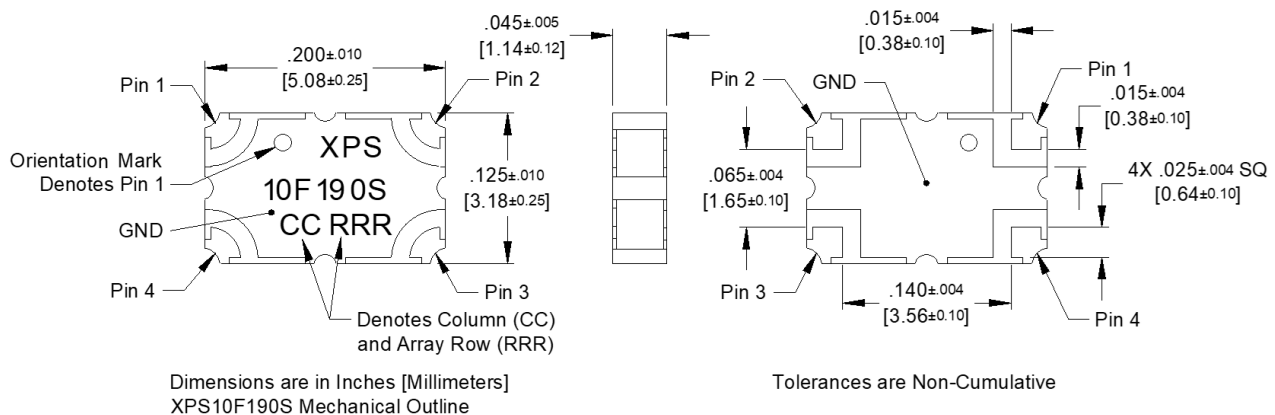 .200±.010
[5.08±0.25]
Pin 1
Pin 2
Orientation Mark
Denotes Pin 1
XPS
10F190S
CC RRR
GND
.125±.010
[3.18±0.25]
Pin 4
Pin 3
Denotes Column (CC)
and Array Row (RRR)
.045±.005
[1.14±0.12]
.015±.004
[0.38±0.10]
Pin 2
GND
Pin 1
.015±.004
[0.38±0.10]
.065±.004
[1.65±0.10]
4X .025±.004 SQ
[0.64±0.10]
Pin 3
.140±.004
[3.56±0.10]
Pin 4
Dimensions are in Inches [Millimeters]
XPS10F190S Mechanical Outline
Tolerances are Non-Cumulative